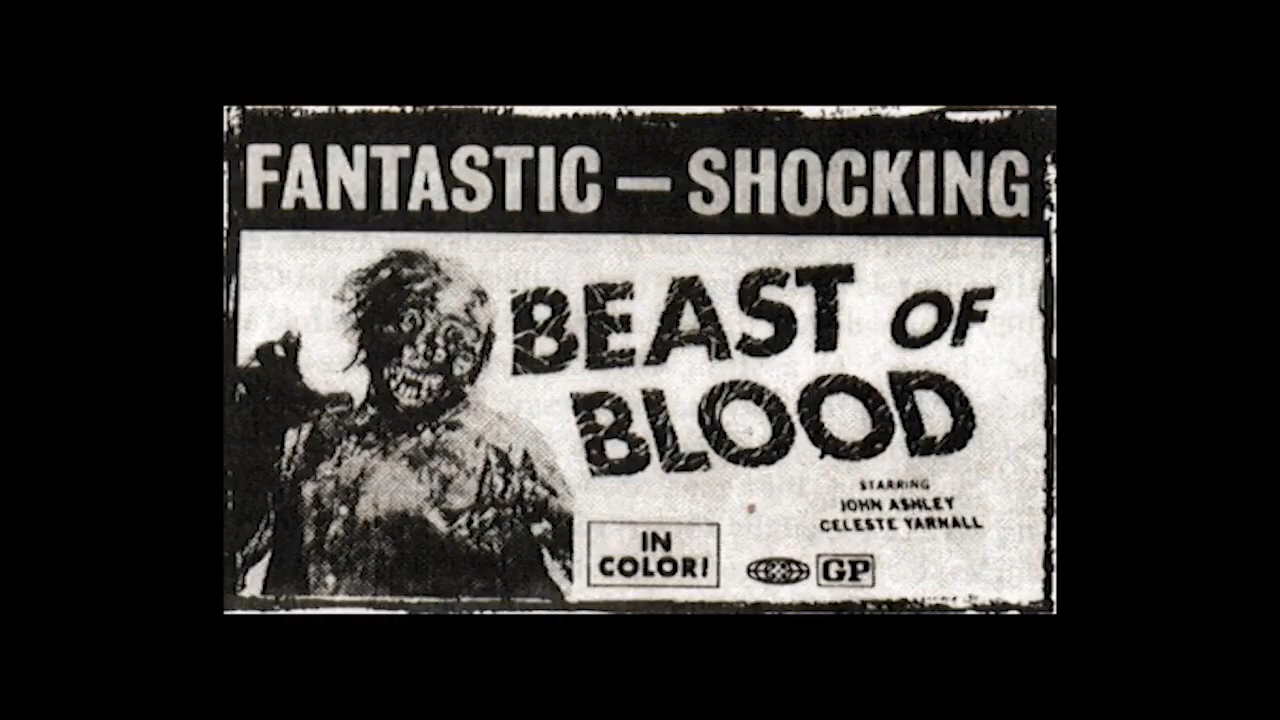 FANTASTIC — SHOCKING
BEAST OF
BLOOD
STARRING
JOHN ASHLEY
CELESTE YARNALL
IN
COLOR!
GP